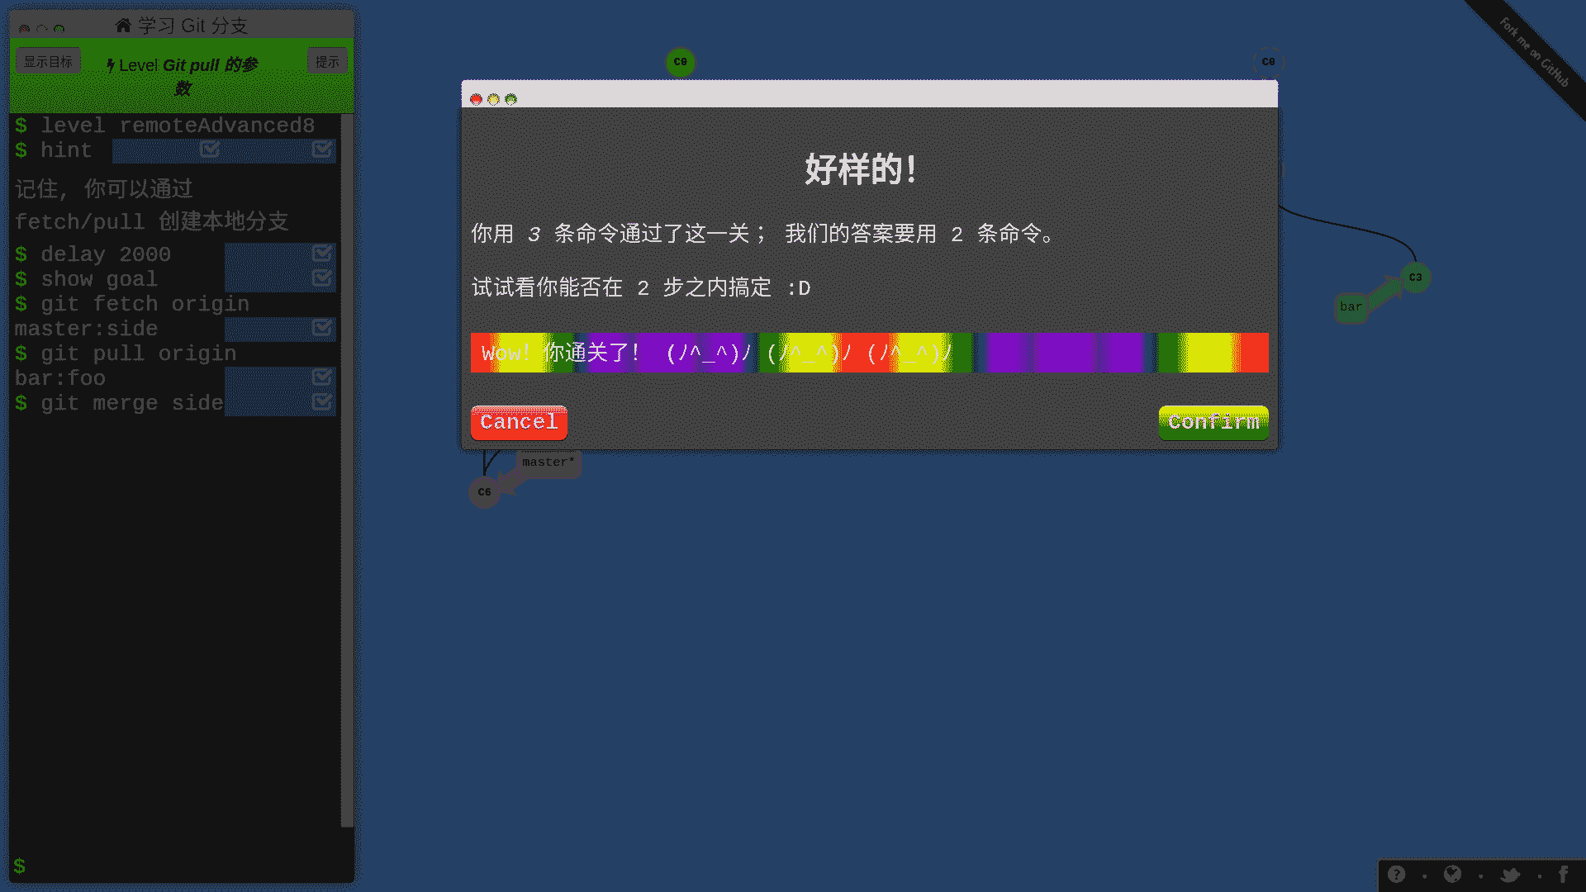 学习 Git 分支
显示目标
Level Git pull 的参
数
提示
$ level remoteAdvanced8
$ hint
记住, 你可以通过
fetch/pull 创建本地分支
$ delay 2000
$ show goal
$ git fetch origin
master:side
$ git pull origin
bar:foo
$ git merge side
$
C0
C0
Fork me on GitHub
好样的!
你用 3 条命令通过了这一关； 我们的答案要用 2 条命令。
试试看你能否在 2 步之内搞定 :D
Wow! 你通关了！ (ﾉ^_^)ﾉ (ﾉ^_^)ﾉ (ﾉ^_^)ﾉ
Cancel
Confirm
C3
bar
master*
C6